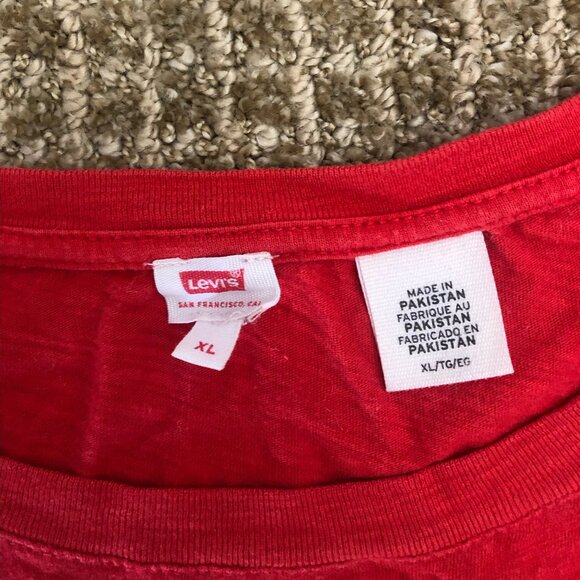 Levi's®
SAN FRANCISCO, CAL
XL
MADE IN
PAKISTAN
FABRIQUE AU
PAKISTAN
FABRICADO EN
PAKISTAN
XL/TG/EG